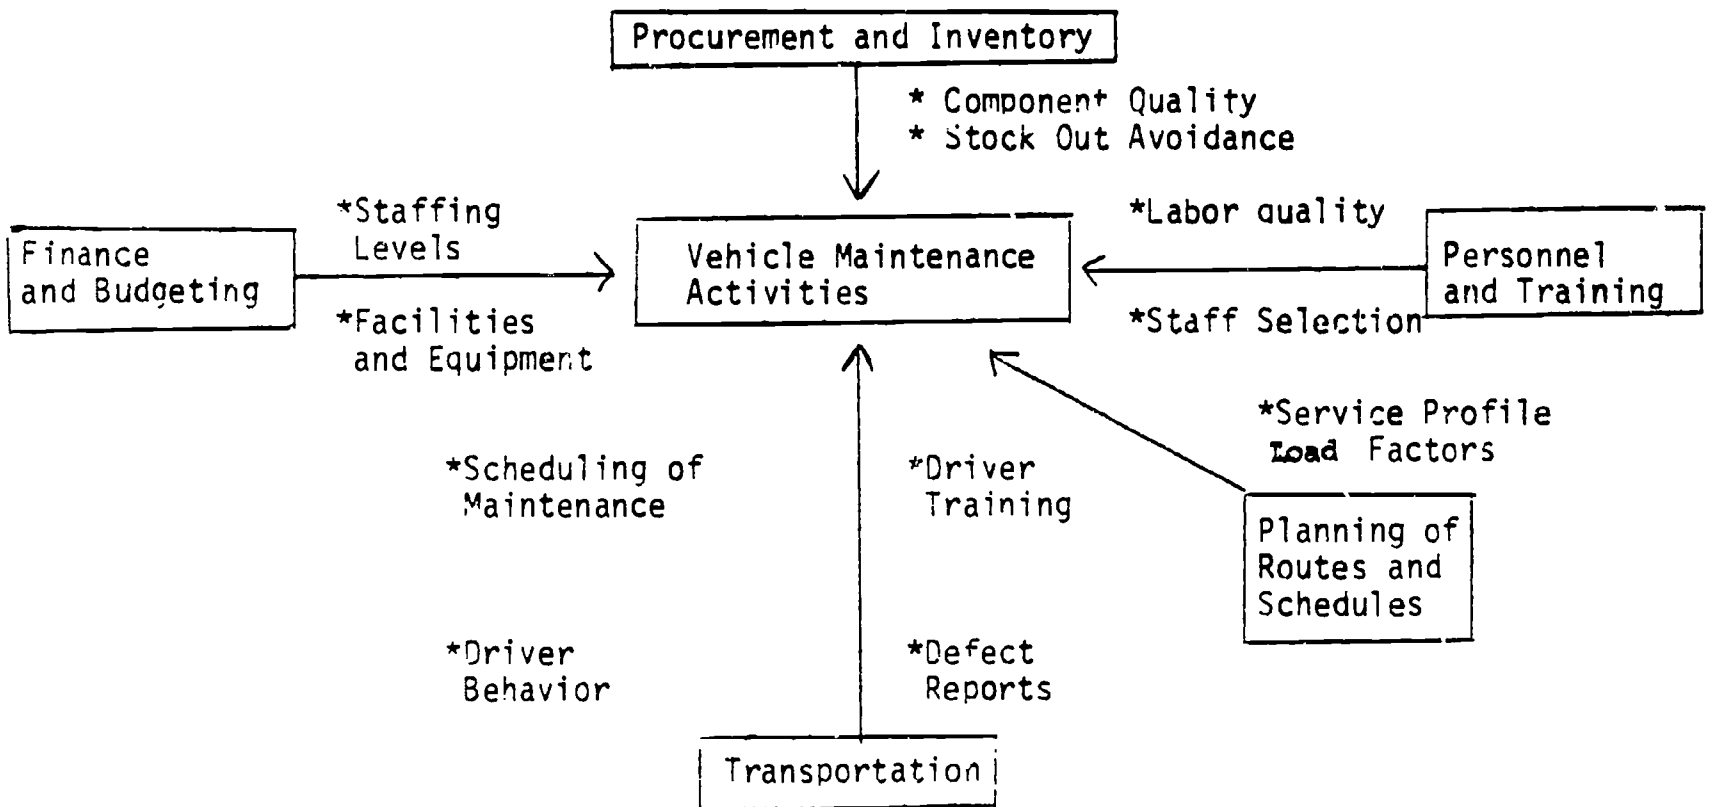 Procurement and Inventory
* Component Quality
* Stock Out Avoidance
*Staffing
Levels
*Labor quality
Finance
and Budgeting
Vehicle Maintenance
Activities
Personnel
and Training
*Facilities
and Equipment
*Staff Selection
*Service Profile
Load Factors
*Scheduling of
Maintenance
*Driver
Training
Planning of
Routes and
Schedules
*Driver
Behavior
*Defect
Reports
Transportation